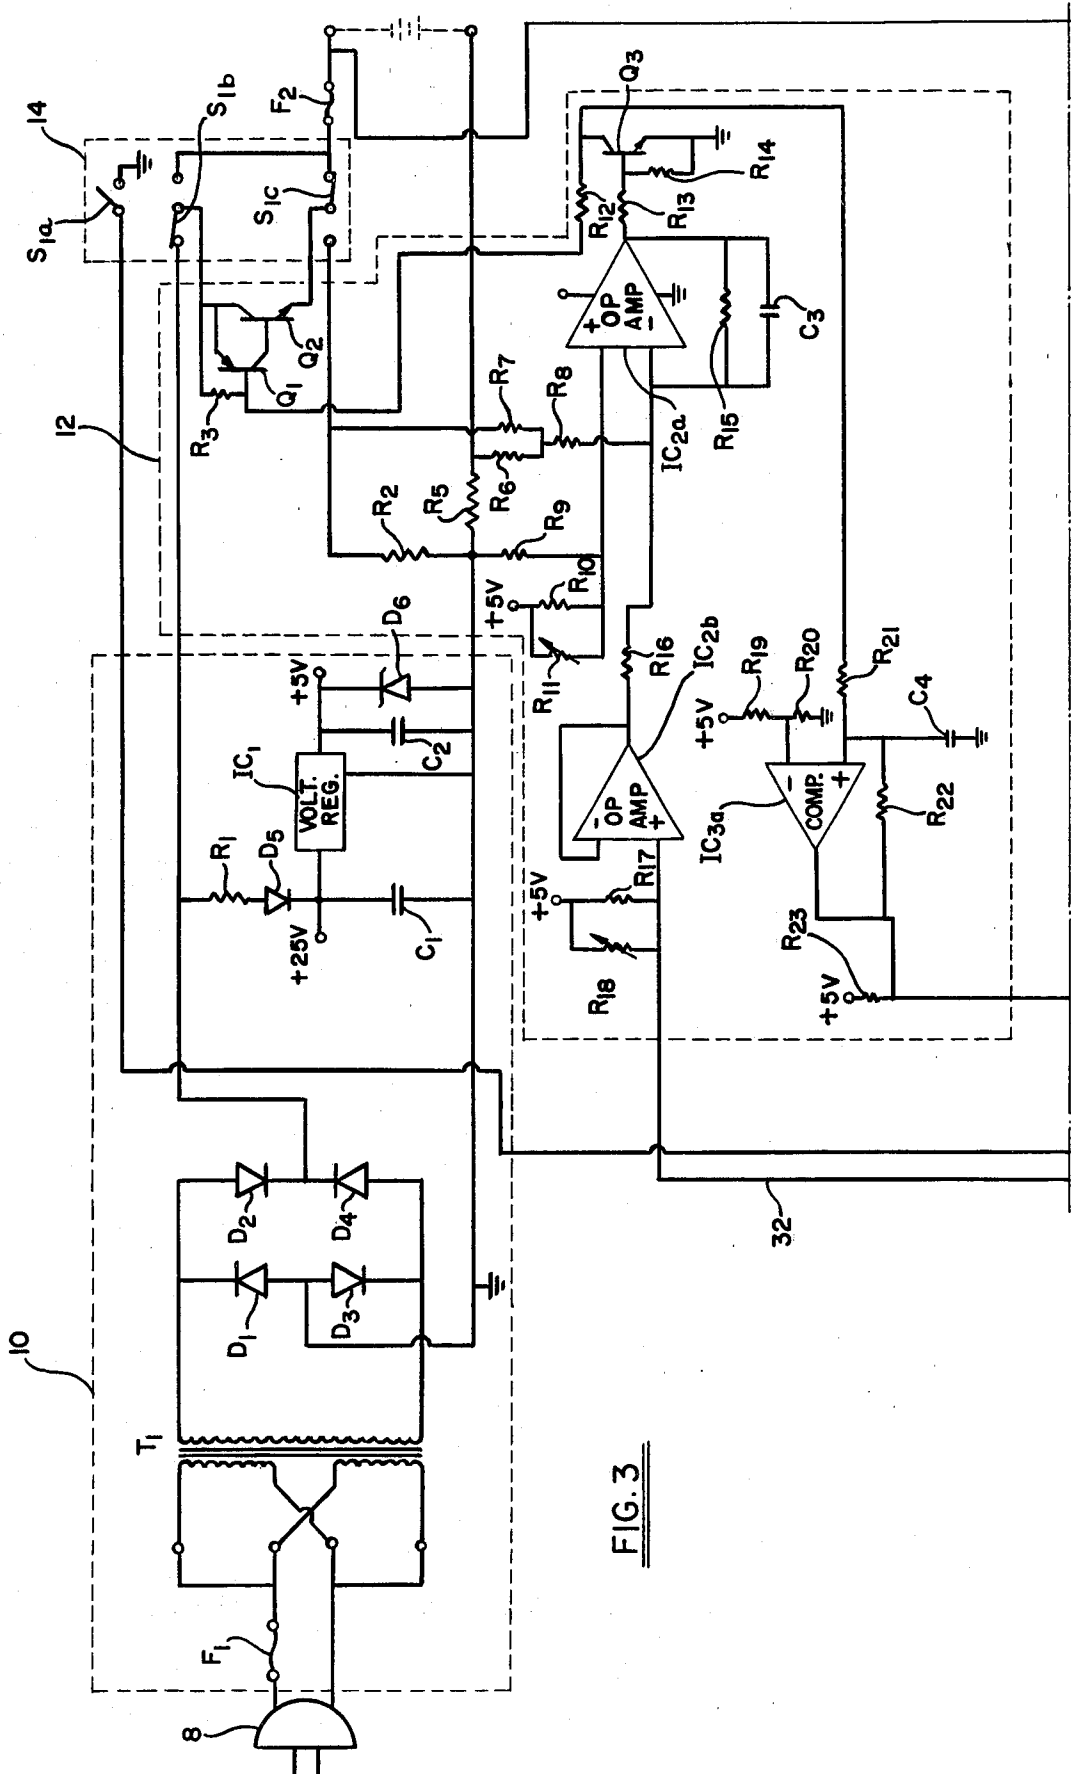 10
8
F1
T1
D1
D2
D3
D4
+25V
R1
D5
C1
IC1
VOLT.
REG.
+5V
C2
D6
12
R3
Q1
Q2
14
S1a
S1b
S1c
F2
R2
R5
R6
R7
R8
R9
+5V
R10
R11
+
OP
AMP
-
IC2a
R12
R13
R14
Q3
R15
C3
R16
IC2b
-
OP
AMP
+
+5V
R17
R18
+5V
R19
R20
R21
C4
R22
-
COMP.
+
IC3a
+5V
R23
32
FIG. 3